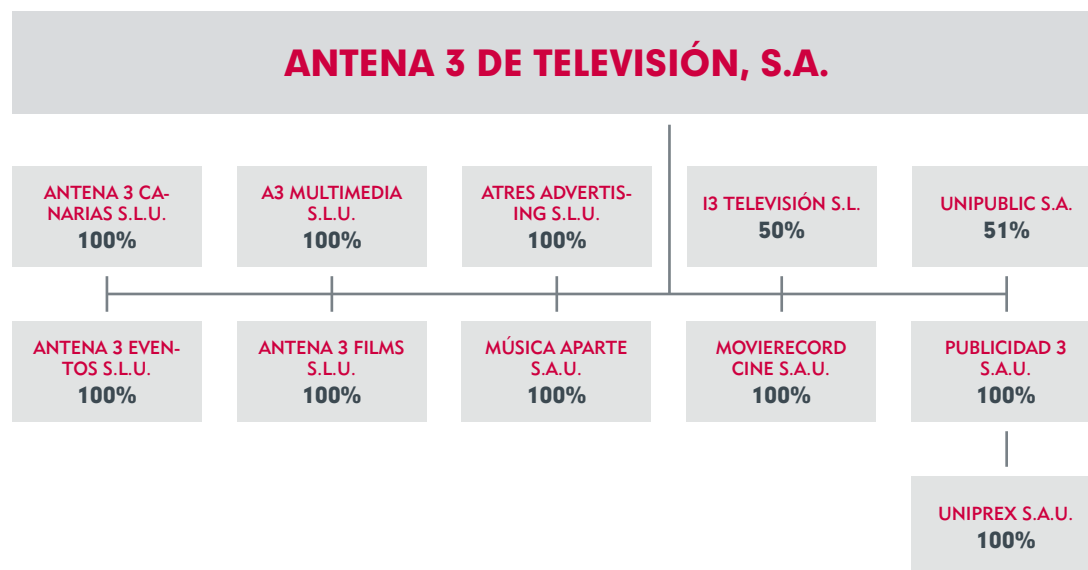 ANTENA 3 DE TELEVISIÓN, S.A.
ANTENA 3 CA-
NARIAS S.L.U.
100%
A3 MULTIMEDIA
S.L.U.
100%
ATRES ADVERTIS-
ING S.L.U.
100%
I3 TELEVISIÓN S.L.
50%
UNIPUBLIC S.A.
51%
ANTENA 3 EVEN-
TOS S.L.U.
100%
ANTENA 3 FILMS
S.L.U.
100%
MÚSICA APARTE
S.A.U.
100%
MOVIERECORD
CINE S.A.U.
100%
PUBLICIDAD 3
S.A.U.
100%
UNIPREX S.A.U.
100%